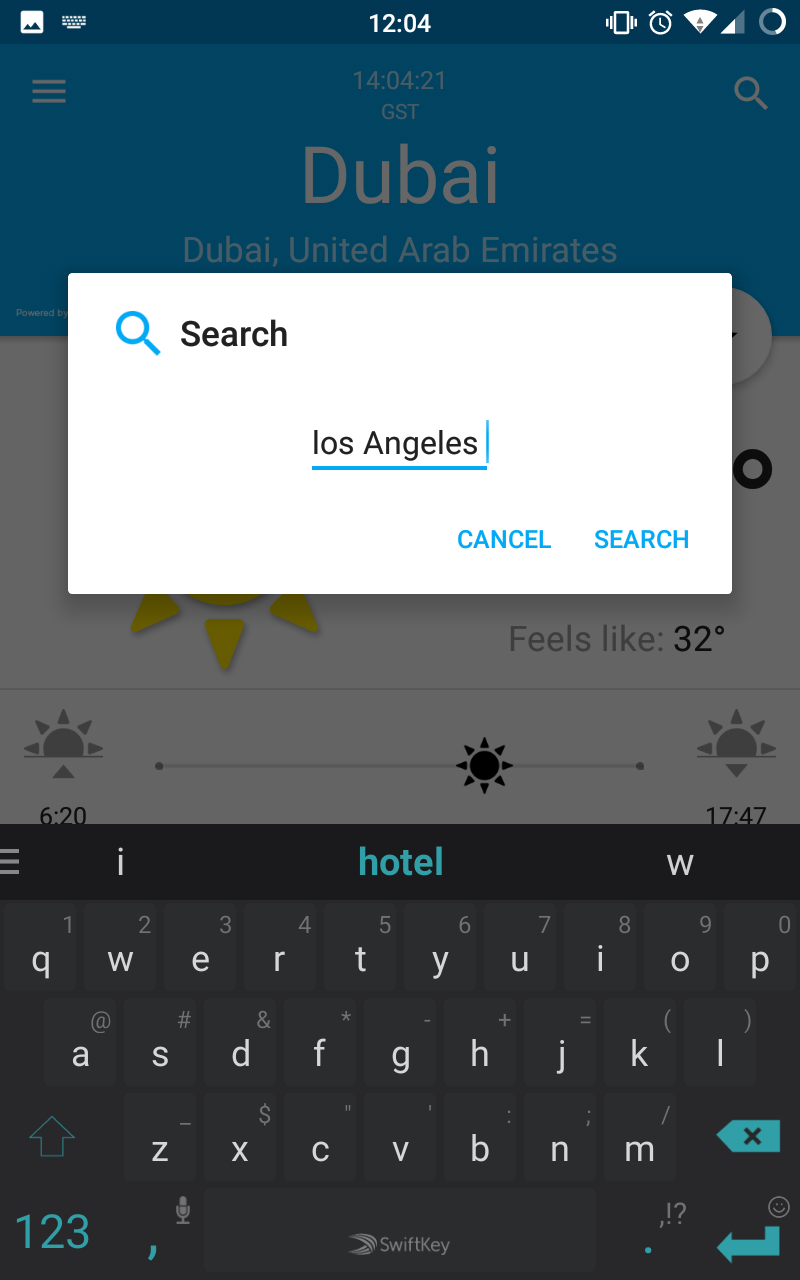 12:04
14:04:21
GST
Dubai
Dubai, United Arab Emirates
Powered by
Search
los Angeles
CANCEL SEARCH
Feels like: 32°
6:20 17:47
i hotel w
1 2 3 4 5 6 7 8 9 0
q w e r t y u i o p
@ # & * - + = ( )
a s d f g h j k l
_ $ " ' : ; /
z x c v b n m
123 , SwiftKey . ,!?